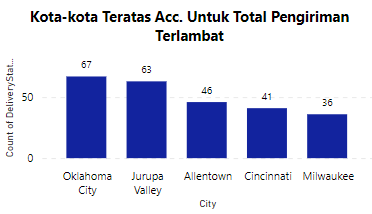 Kota-kota Teratas Acc. Untuk Total Pengiriman
Terlambat
Count of DeliveryStat...
50
0
67
63
46
41
36
Oklahoma
City
Jurupa
Valley
Allentown
Cincinnati
Milwaukee
City